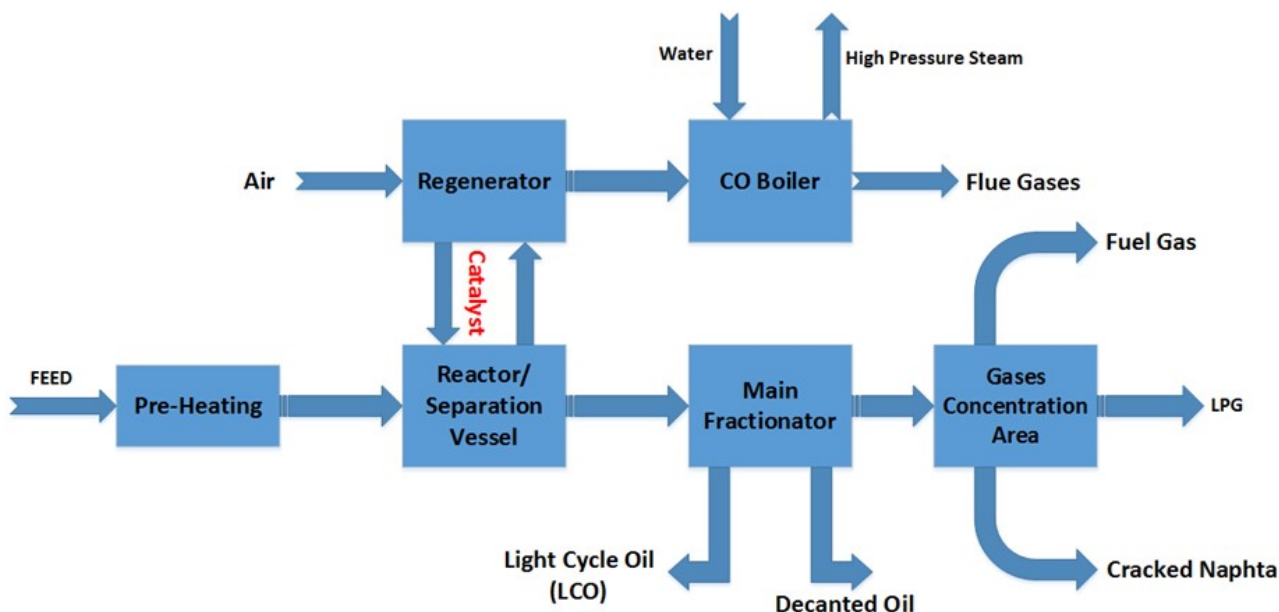 Water
High Pressure Steam
Air
Regenerator
CO Boiler
Flue Gases
Catalyst
Fuel Gas
FEED
Pre-Heating
Reactor/
Separation
Vessel
Main
Fractionator
Gases
Concentration
Area
LPG
Light Cycle Oil
(LCO)
Decanted Oil
Cracked Naphta